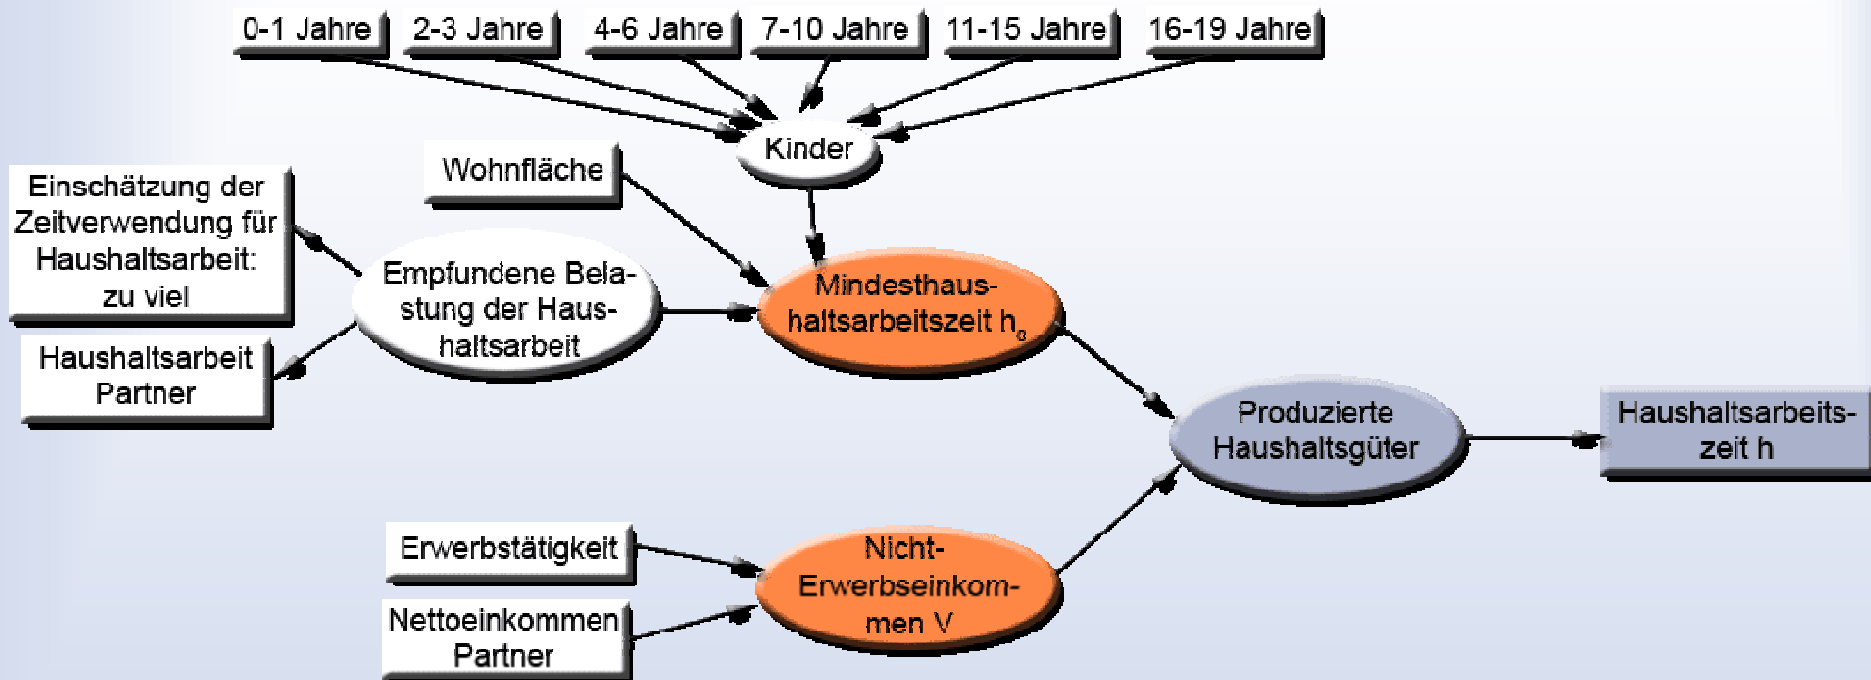 0-1 Jahre
2-3 Jahre
4-6 Jahre
7-10 Jahre
11-15 Jahre
16-19 Jahre
Kinder
Wohnfläche
Einschätzung der
Zeitverwendung für
Haushaltsarbeit:
zu viel
Empfundene Bela-
stung der Haus-
haltsarbeit
Mindesthaus-
haltsarbeitszeit h
Haushaltsarbeit
Partner
Produzierte
Haushaltsgüter
Haushaltsarbeits-
zeit h
Erwerbstätigkeit
Nicht-
Erwerbseinkom-
men V
Nettoeinkommen
Partner